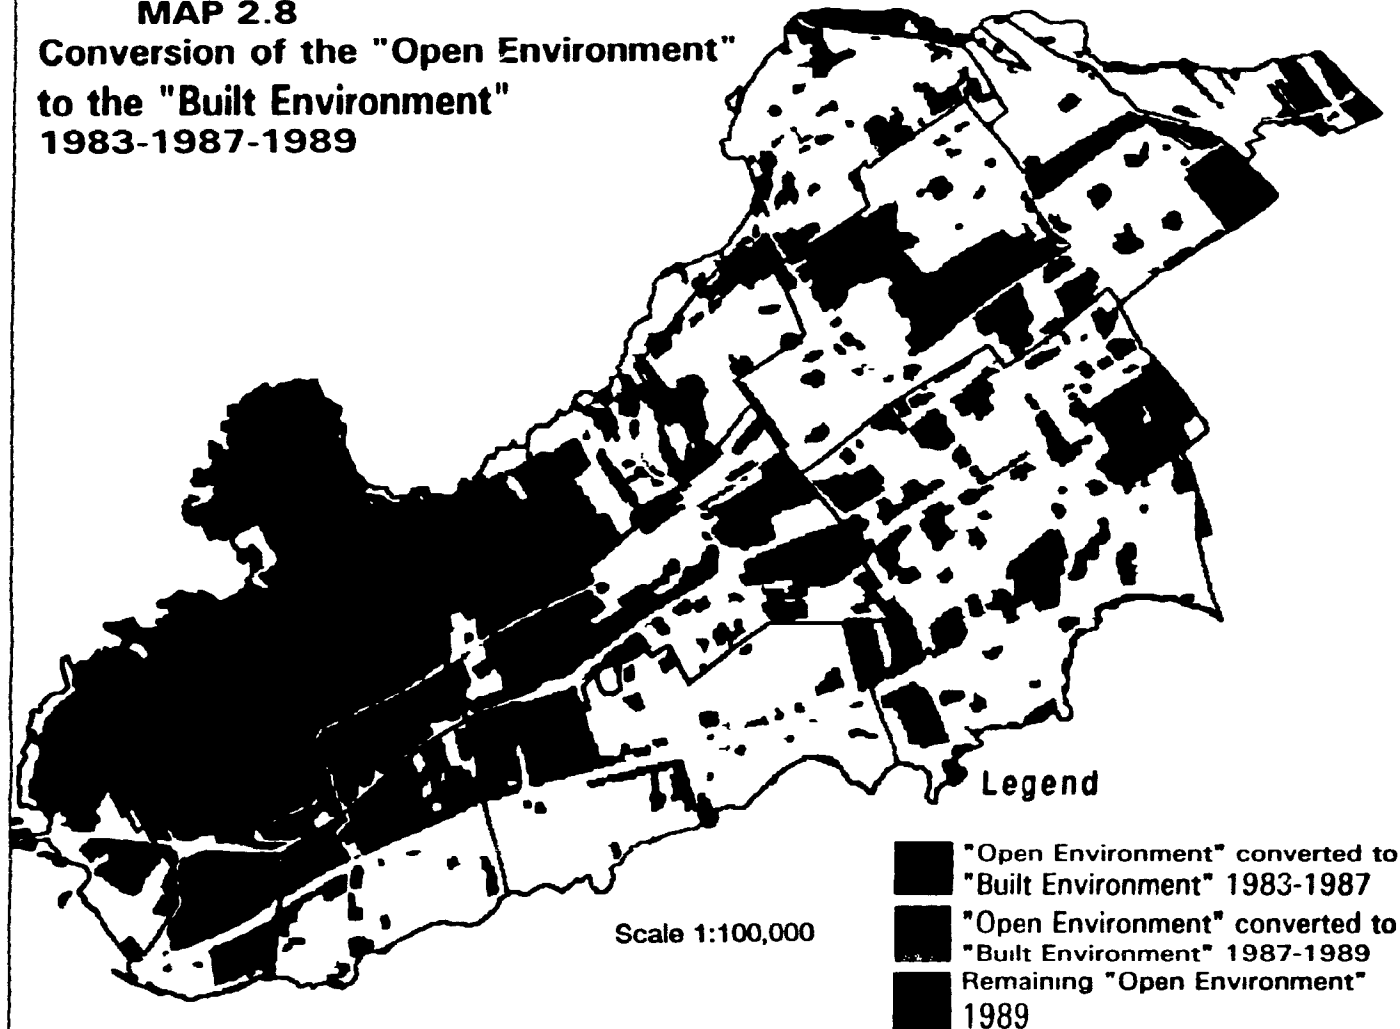 MAP 2.8
Conversion of the "Open Environment"
to the "Built Environment"
1983-1987-1989
Legend
"Open Environment" converted to
"Built Environment" 1983-1987
"Open Environment" converted to
"Built Environment" 1987-1989
Remaining "Open Environment"
1989
Scale 1:100,000